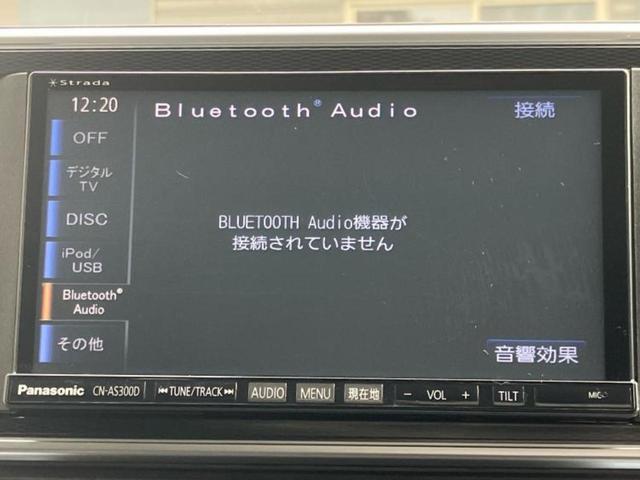 Strada
12:20
Bluetooth® Audio
接続
OFF
デジタル
TV
DISC
iPod/
USB
Bluetooth®
Audio
その他
BLUETOOTH Audio機器が
接続されていません
音響効果
Panasonic CN-AS300D TUNE/TRACK AUDIO MENU 現在地 − VOL + TILT MIC